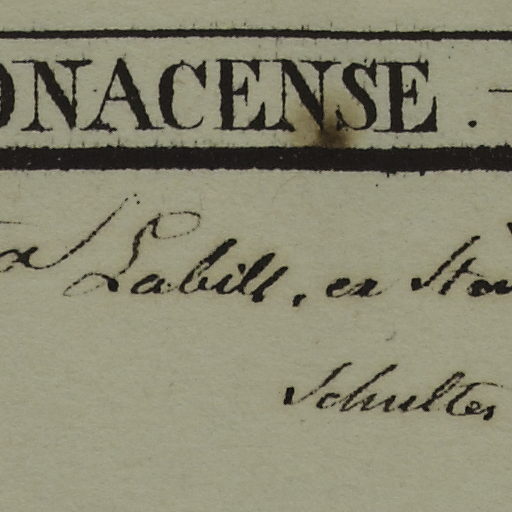 ONACENSE
Labill. ex
Schultes